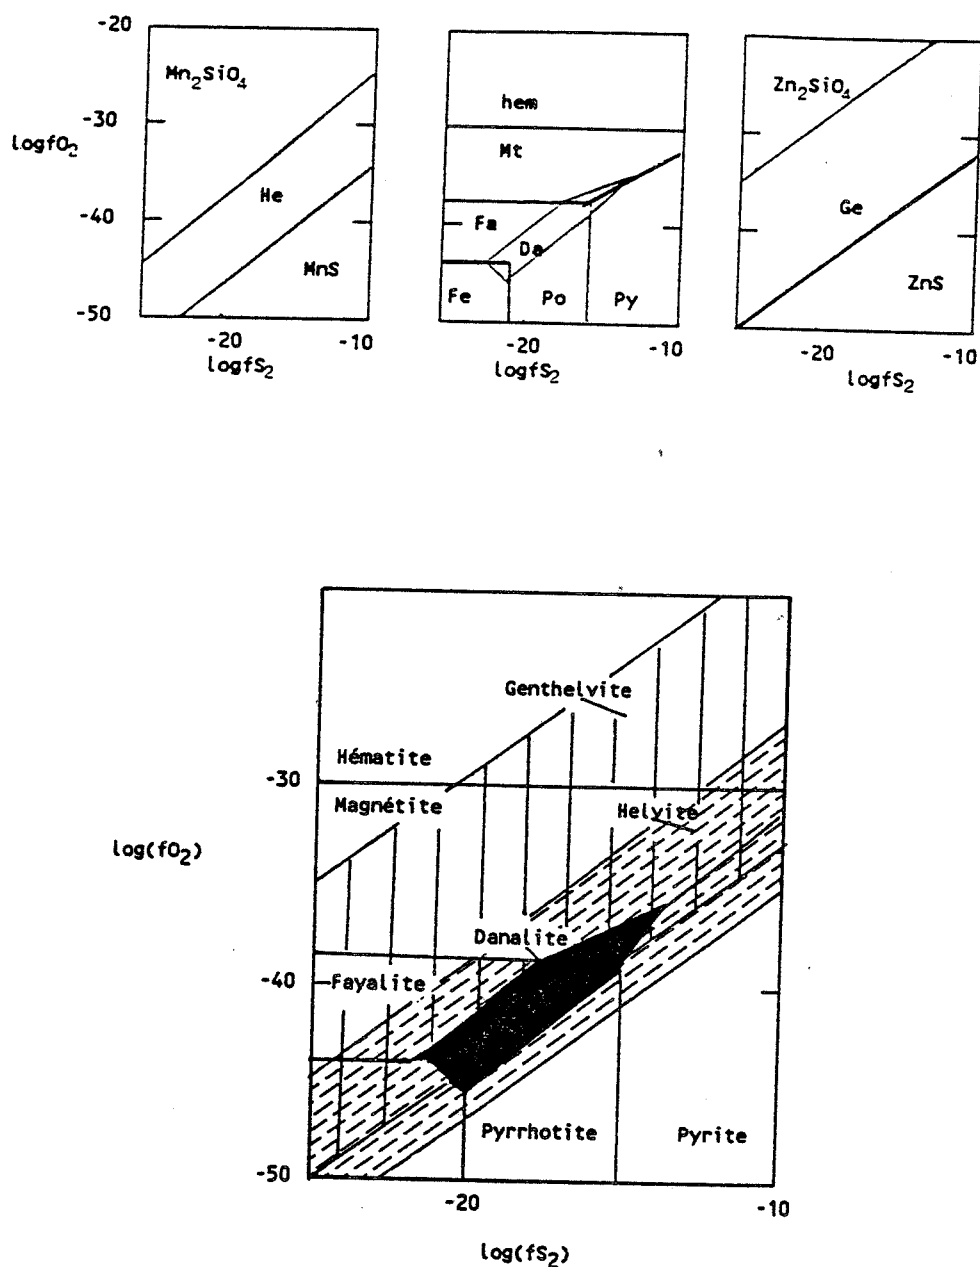 -20
-30
-40
-50
logfO2
Mn2SiO4
He
MnS
-20
-10
logfS2
hem
Mt
Fa
Da
Fe
Po
Py
-20
-10
logfS2
Zn2SiO4
Ge
ZnS
-20
-10
logfS2
Genthelvite
Hématite
-30
Magnétite
Helvite
log(fO2)
Danalite
-40
Fayalite
Pyrrhotite
Pyrite
-50
-20
-10
log(fS2)